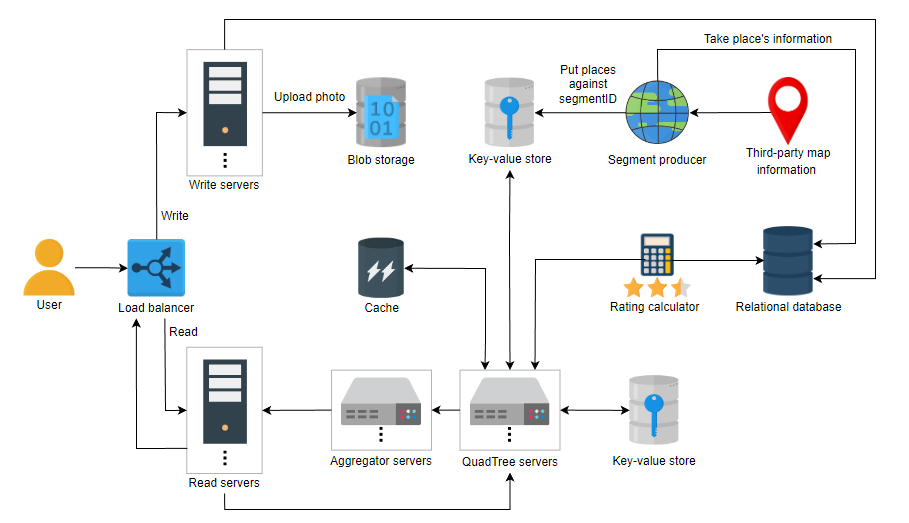 Take place's information
Upload photo
Put places
against
segmentID
10
01
Write servers
Blob storage
Key-value store
Segment producer
Third-party map
information
Write
User
Load balancer
Cache
Rating calculator
Relational database
Read
Read servers
Aggregator servers
QuadTree servers
Key-value store